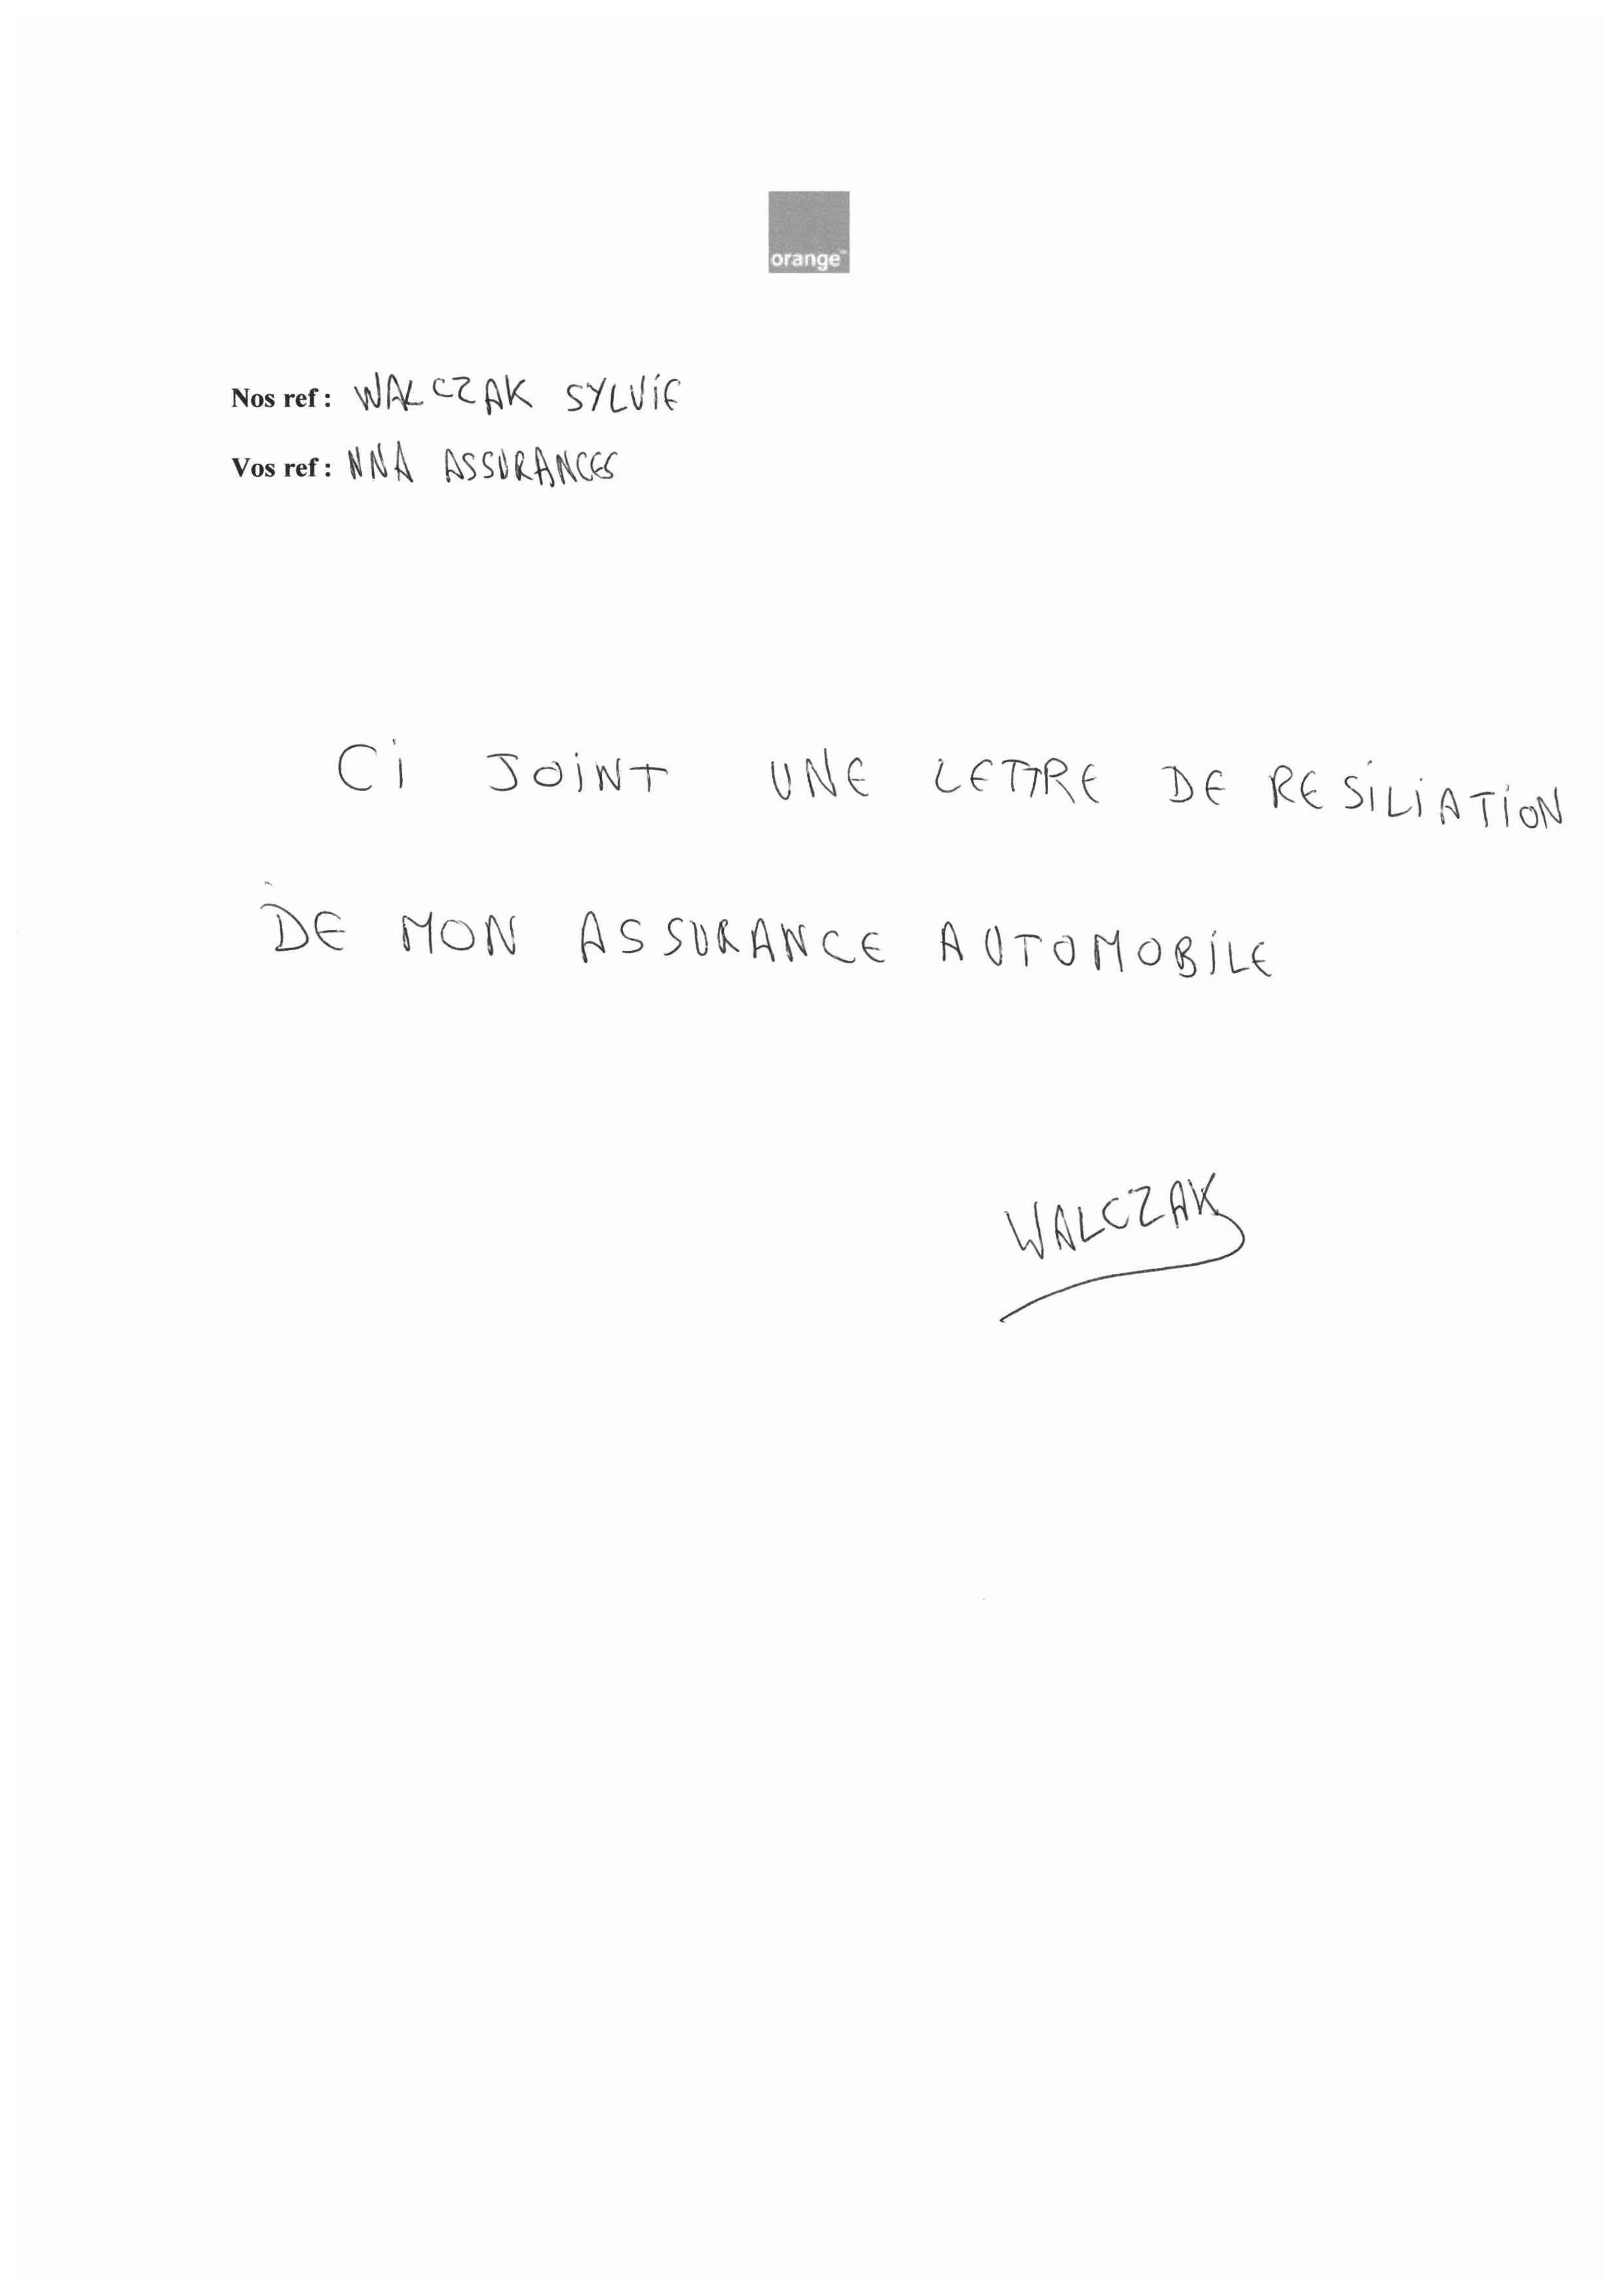 orange™
Nos ref : WALCZAK SYLVIE
Vos ref : NNA ASSURANCES
Ci JOINT UNE LETTRE DE RESILIATION
DE MON ASSURANCE AUTOMOBILE
WALCZAK